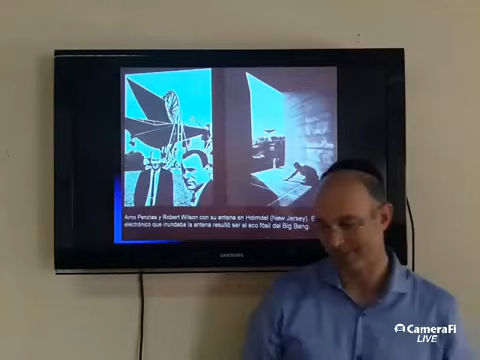 Arno Penzias y Robert Wilson con su antena en Holmdel (New Jersey). E
electrónico que inundaba la antena resultó ser el eco fósil del Big Bang.
SAMSUNG
CameraFi
LIVE